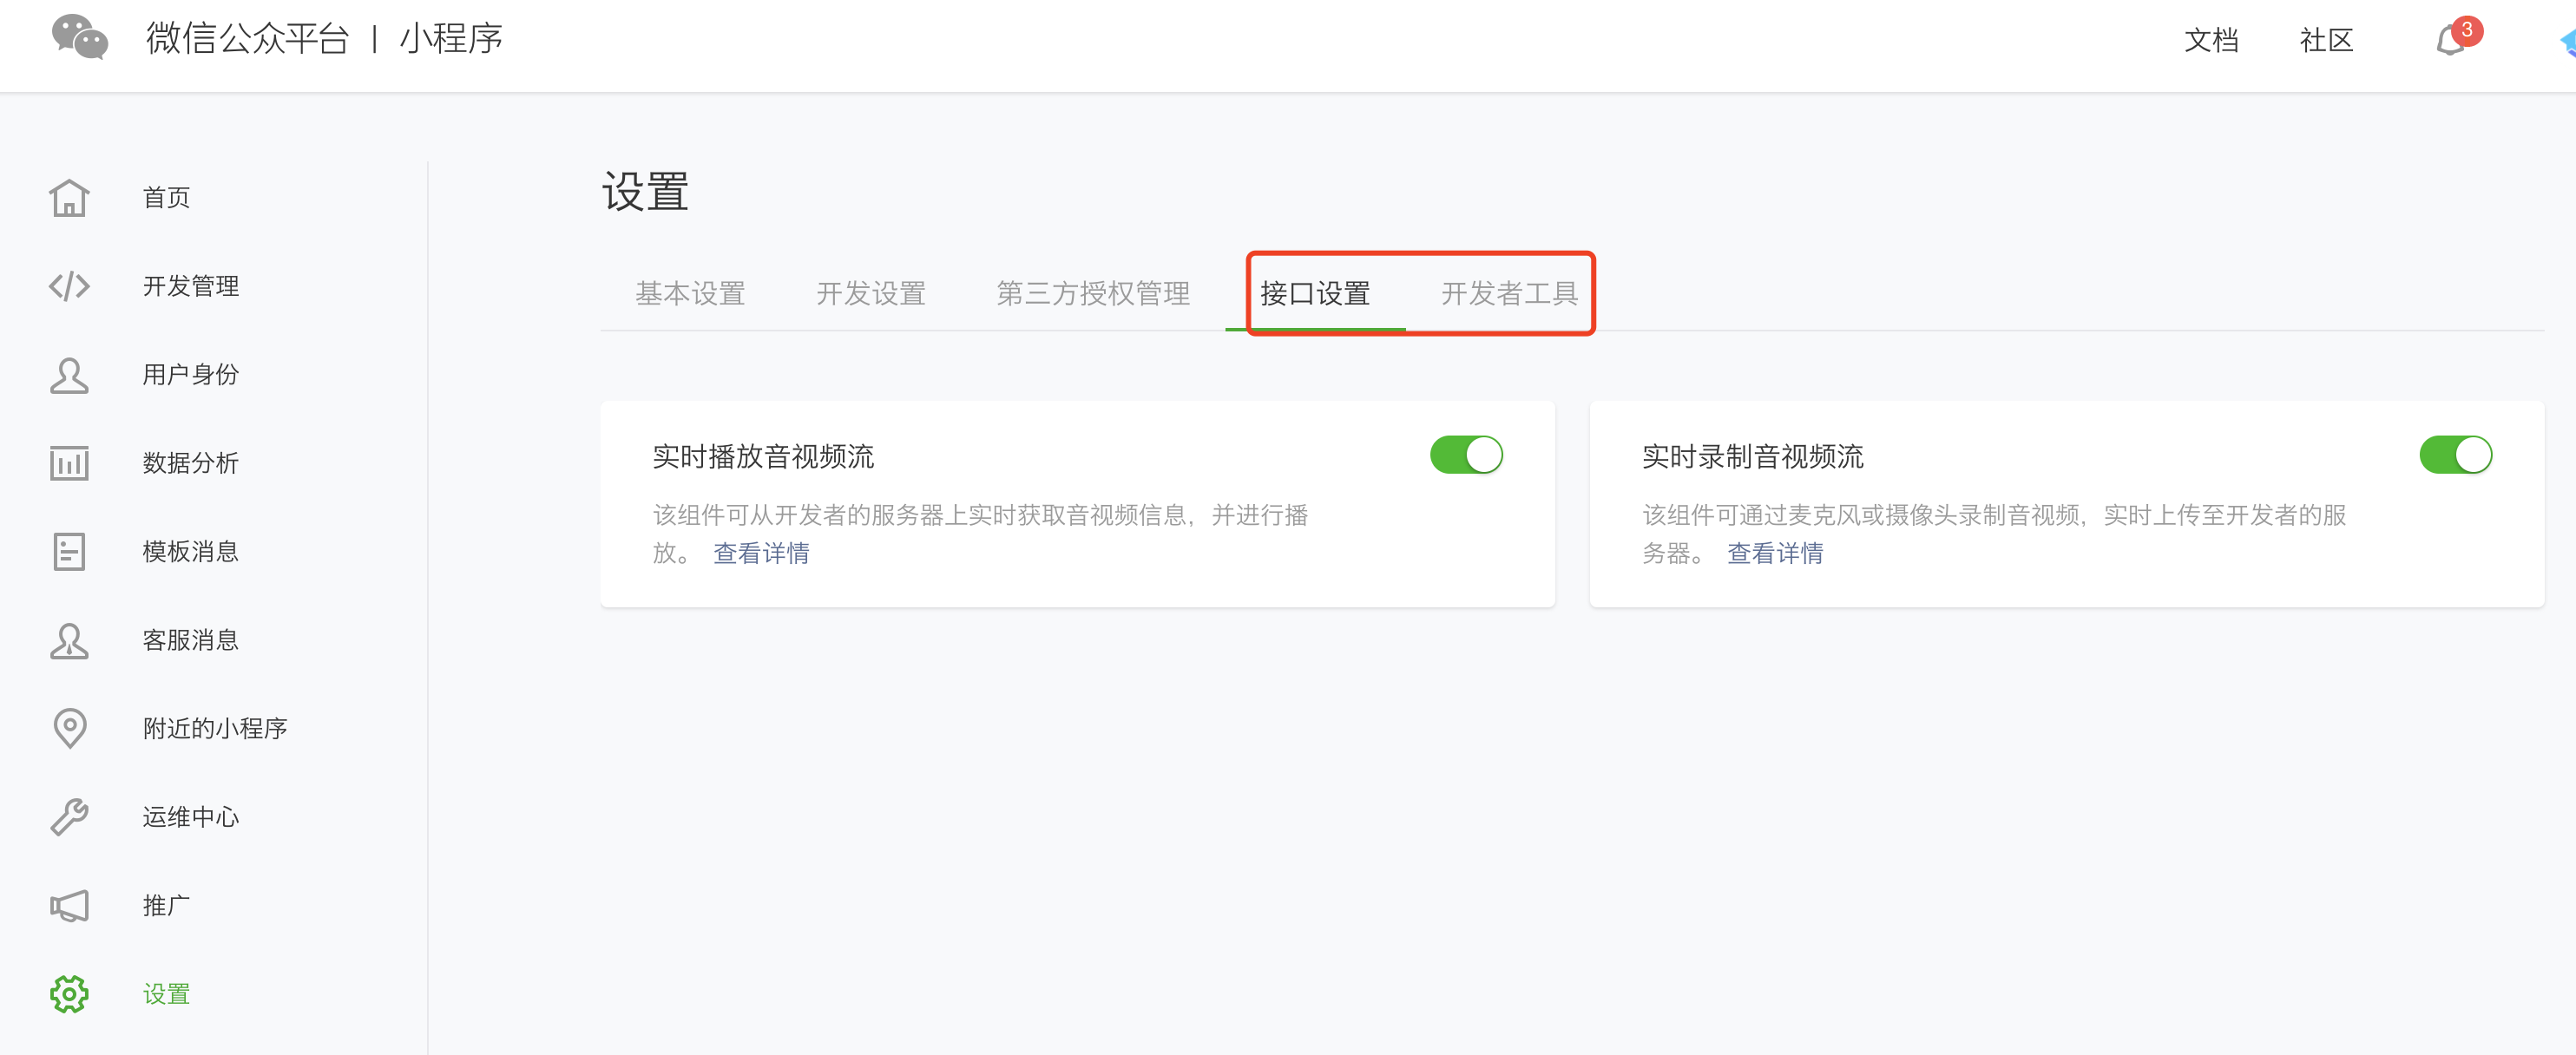 微信公众平台 | 小程序
文档
社区
3
首页
开发管理
用户身份
数据分析
模板消息
客服消息
附近的小程序
运维中心
推广
设置
设置
基本设置
开发设置
第三方授权管理
接口设置
开发者工具
实时播放音视频流
该组件可从开发者的服务器上实时获取音视频信息，并进行播
放。 查看详情
实时录制音视频流
该组件可通过麦克风或摄像头录制音视频，实时上传至开发者的服
务器。 查看详情